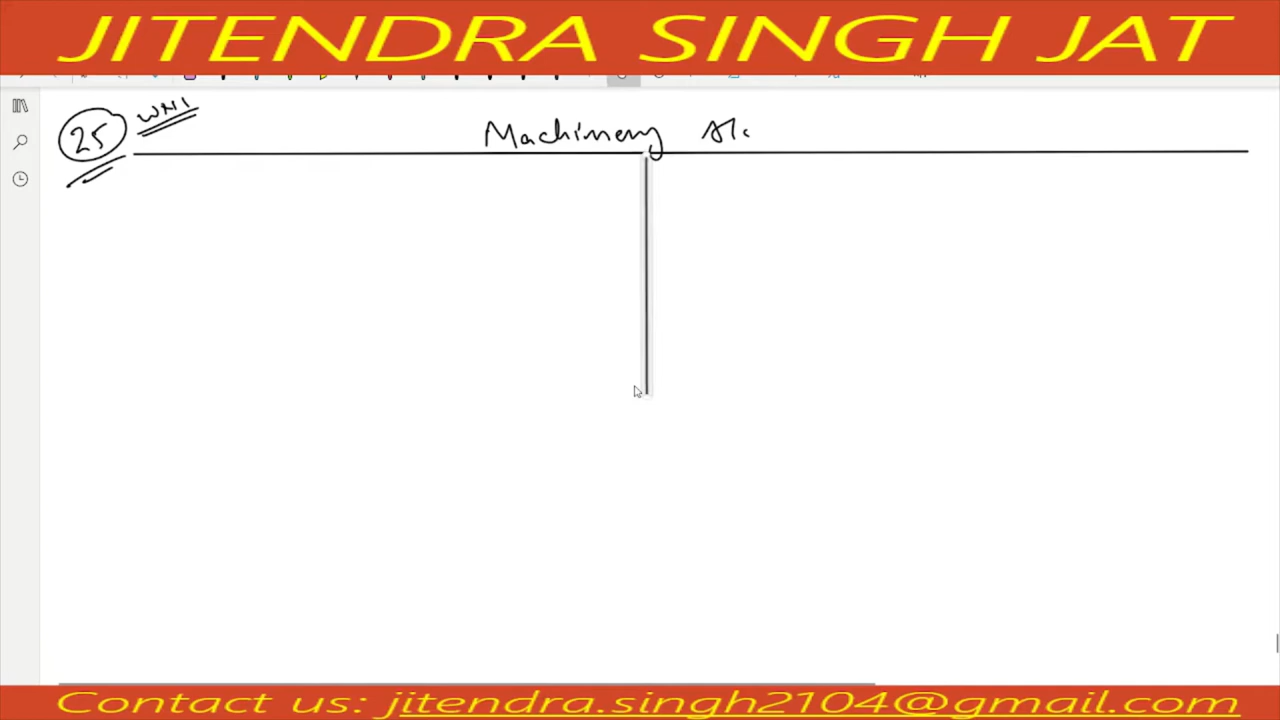 JITENDRA SINGH JAT
25 WN1
Machinery A/c
Contact us: jitendra.singh2104@gmail.com